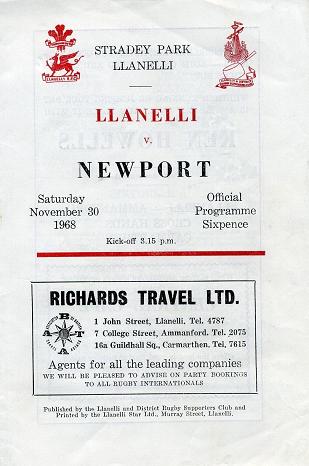 STRADEY PARK
LLANELLI
LLANELLI
v.
NEWPORT
Saturday
November 30
1968
Official
Programme
Sixpence
Kick-off 3.15 p.m.
RICHARDS TRAVEL LTD.
1 John Street, Llanelli. Tel. 4787
7 College Street, Ammanford. Tel. 2075
16a Guildhall Sq., Carmarthen. Tel, 7615
Agents for all the leading companies
WE WILL BE PLEASED TO ADVISE ON PARTY BOOKINGS
TO ALL RUGBY INTERNATIONALS
Published by the Llanelli and District Rugby Supporters Club and
Printed by the Llanelli Star Ltd., Murray Street, Llanelli.